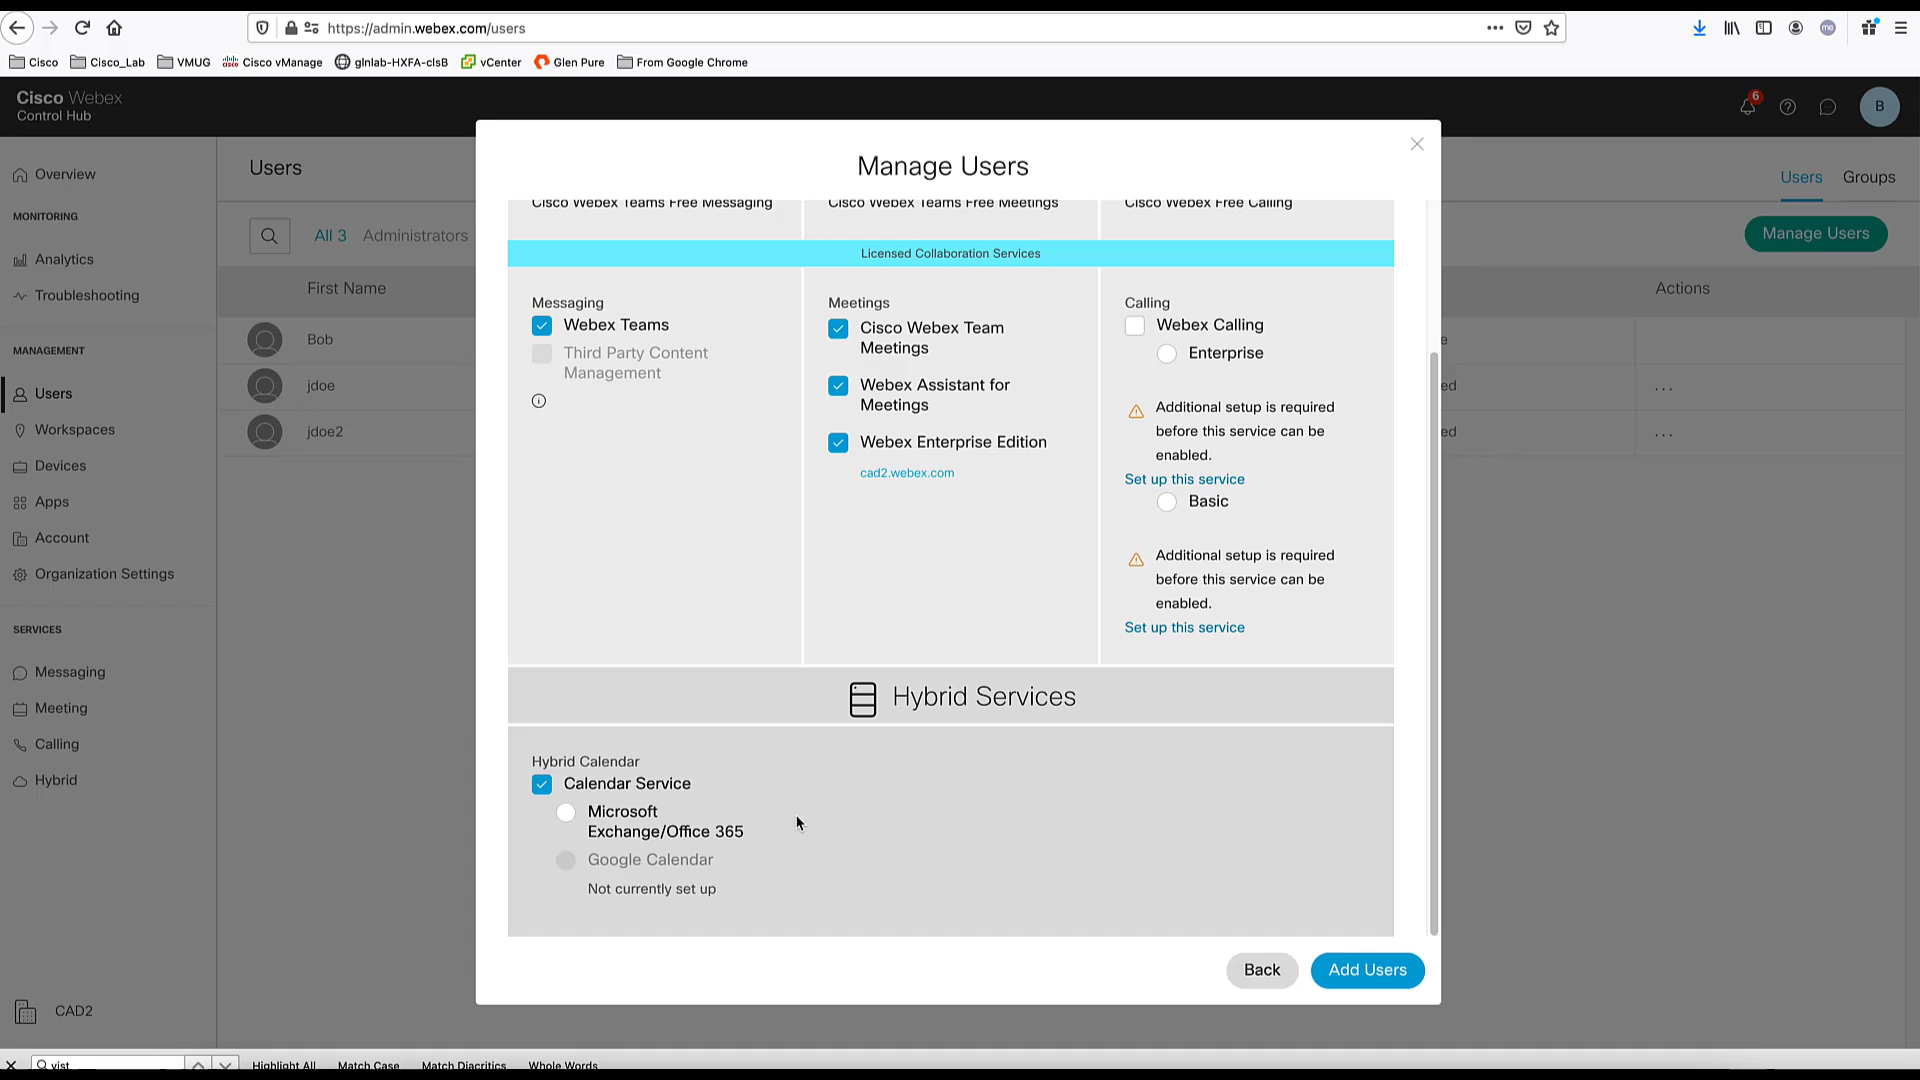 https://admin.webex.com/users
Cisco
Cisco_Lab
VMUG
Cisco vManage
glnlab-HXFA-clsB
vCenter
Glen Pure
From Google Chrome
Cisco Webex
Control Hub
6
B
Overview
MONITORING
Analytics
Troubleshooting
MANAGEMENT
Users
Workspaces
Devices
Apps
Account
Organization Settings
SERVICES
Messaging
Meeting
Calling
Hybrid
CAD2
Users
All 3 Administrators
First Name
Bob
jdoe
jdoe2
Users Groups
Manage Users
Actions
e
ed
...
ed
...
Manage Users
Cisco Webex Teams Free Messaging
Cisco Webex Teams Free Meetings
Cisco Webex Free Calling
Licensed Collaboration Services
Messaging
Webex Teams
Third Party Content
Management
Meetings
Cisco Webex Team
Meetings
Webex Assistant for
Meetings
Webex Enterprise Edition
cad2.webex.com
Calling
Webex Calling
Enterprise
Additional setup is required
before this service can be
enabled.
Set up this service
Basic
Additional setup is required
before this service can be
enabled.
Set up this service
Hybrid Services
Hybrid Calendar
Calendar Service
Microsoft
Exchange/Office 365
Google Calendar
Not currently set up
Back
Add Users
vist
Highlight All
Match Case
Match Diacritics
Whole Words